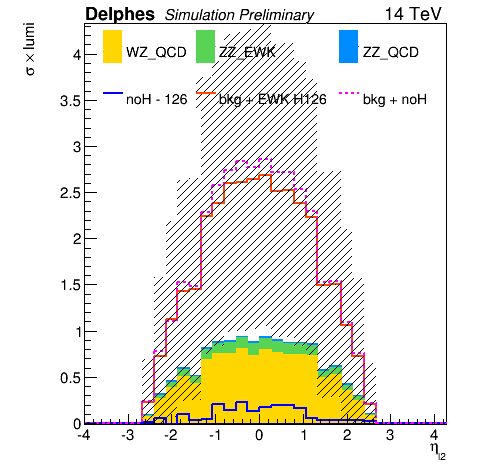 Delphes Simulation Preliminary 14 TeV
σ × lumi
WZ_QCD ZZ_EWK ZZ_QCD
noH - 126 bkg + EWK H126 bkg + noH
4
3.5
3
2.5
2
1.5
1
0.5
0
-4 -3 -2 -1 0 1 2 3 4
η_l2